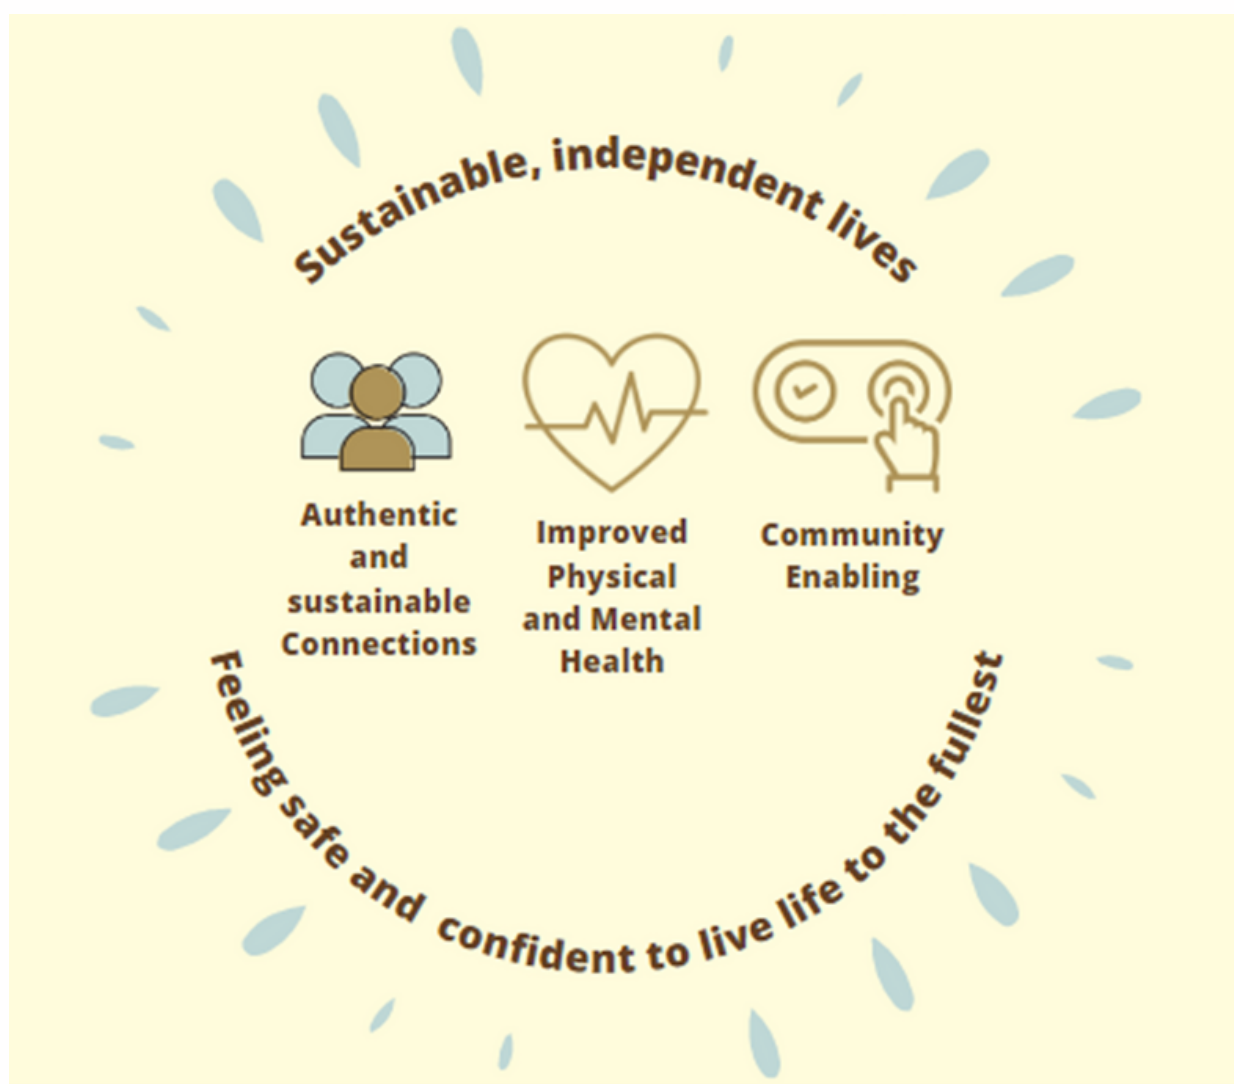 Sustainable, independent lives
Authentic
and
sustainable
Connections
Improved
Physical
and Mental
Health
Community
Enabling
Feeling safe and confident to live life to the fullest